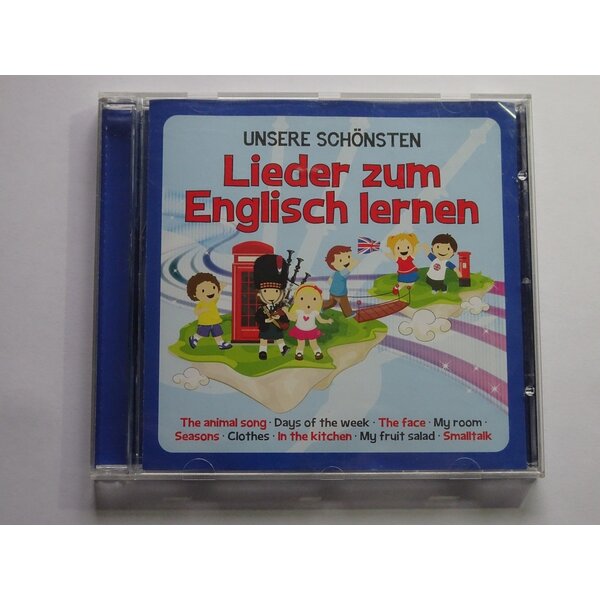 UNSERE SCHÖNSTEN
Lieder zum
Englisch lernen
The animal song · Days of the week · The face · My room ·
Seasons · Clothes · In the kitchen · My fruit salad · Smalltalk